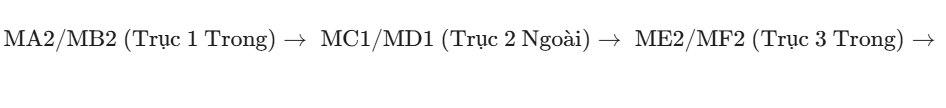 MA2/MB2 (Trục 1 Trong) → MC1/MD1 (Trục 2 Ngoài) → ME2/MF2 (Trục 3 Trong) →